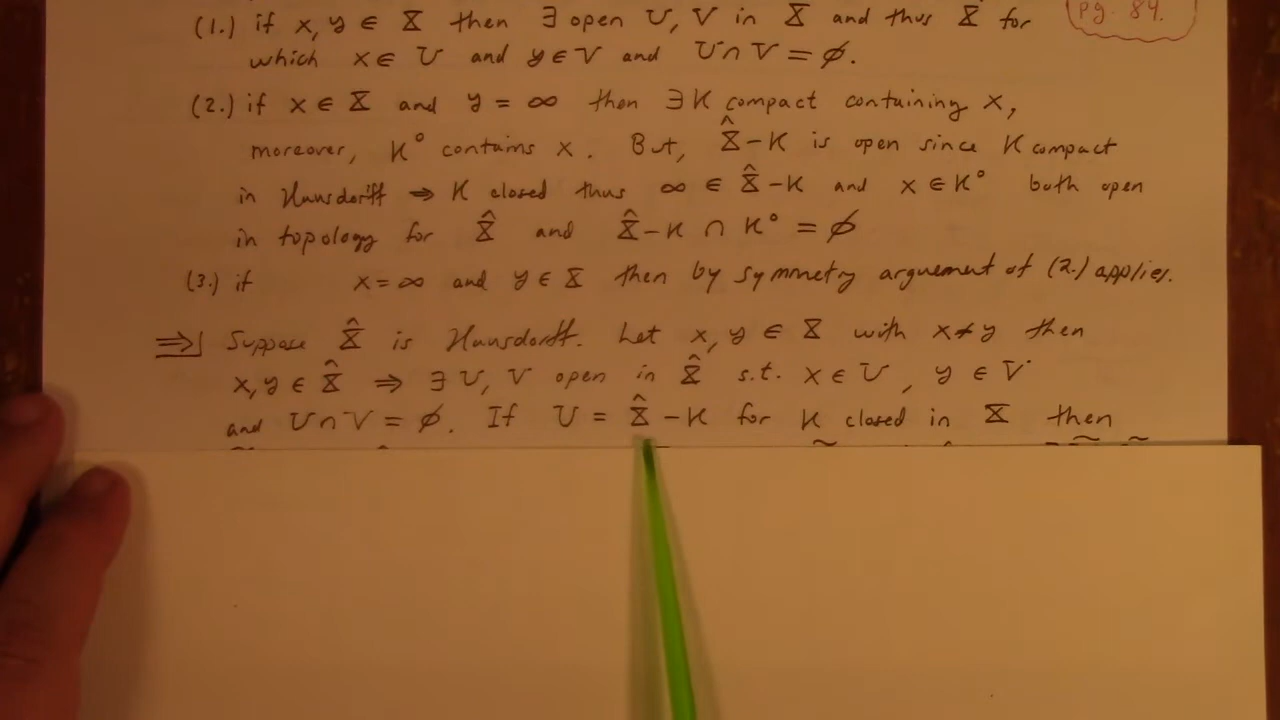 (1.) if x, y ∈ X then ∃ open U, V in X and thus X̂ for
pg. 84.
which x ∈ U and y ∈ V and U ∩ V = ∅.
(2.) if x ∈ X and y = ∞ then ∃ K compact containing x,
moreover, K° contains x. But, X̂ - K is open since K compact
in Hausdorff ⇒ K closed thus ∞ ∈ X̂ - K and x ∈ K° both open
in topology for X̂ and X̂ - K ∩ K° = ∅
(3.) if x = ∞ and y ∈ X then by symmetry arguement of (2.) applies.
⇒] Suppose X̂ is Hausdorff. Let x, y ∈ X with x ≠ y then
x, y ∈ X̂ ⇒ ∃ U, V open in X̂ s.t. x ∈ U, y ∈ V
and U ∩ V = ∅. If U = X̂ - K for K closed in X then